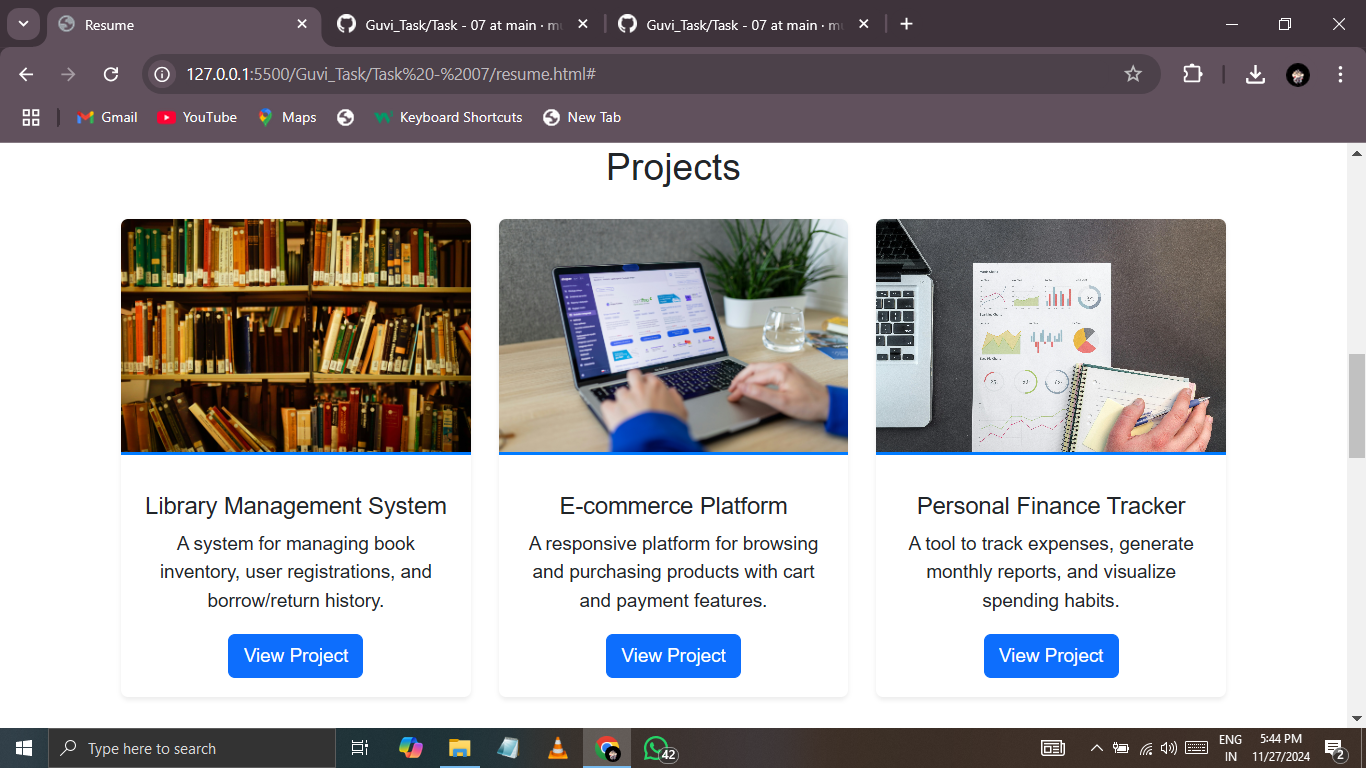 Resume
Guvi_Task/Task - 07 at main · mu
Guvi_Task/Task - 07 at main · mu
127.0.0.1:5500/Guvi_Task/Task%20-%2007/resume.html#
Gmail
YouTube
Maps
Keyboard Shortcuts
New Tab
Projects
Library Management System
A system for managing book
inventory, user registrations, and
borrow/return history.
View Project
E-commerce Platform
A responsive platform for browsing
and purchasing products with cart
and payment features.
View Project
Personal Finance Tracker
A tool to track expenses, generate
monthly reports, and visualize
spending habits.
View Project
Type here to search
42
ENG
IN
5:44 PM
11/27/2024
2